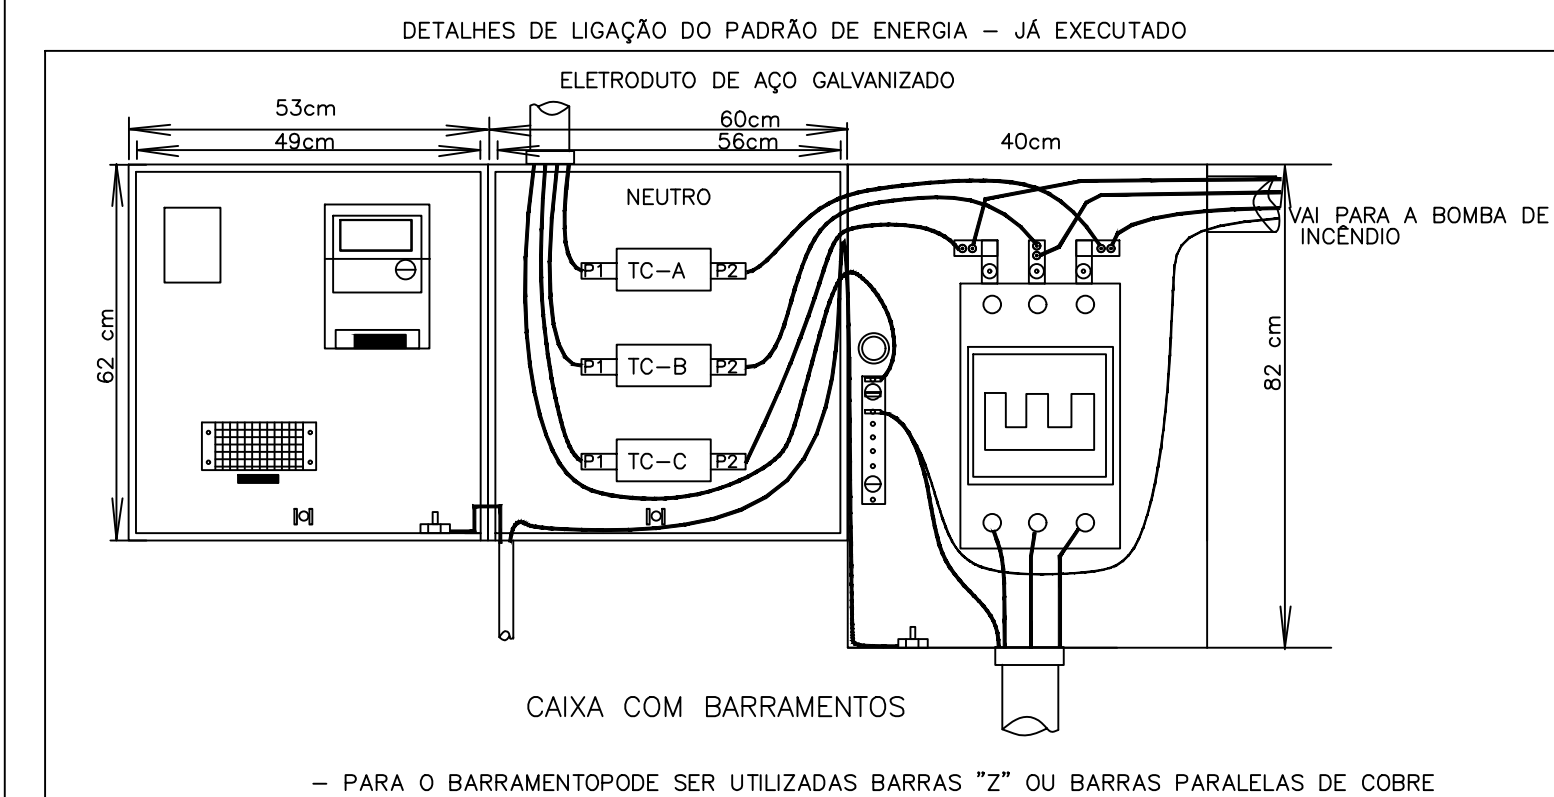 DETALHES DE LIGAÇÃO DO PADRÃO DE ENERGIA – JÁ EXECUTADO
ELETRODUTO DE AÇO GALVANIZADO
53cm
60cm
49cm
56cm
40cm
NEUTRO
VAI PARA A BOMBA DE
INCÊNDIO
P1 TC–A P2
62 cm
82 cm
P1 TC–B P2
P1 TC–C P2
CAIXA COM BARRAMENTOS
– PARA O BARRAMENTOPODE SER UTILIZADAS BARRAS "Z" OU BARRAS PARALELAS DE COBRE